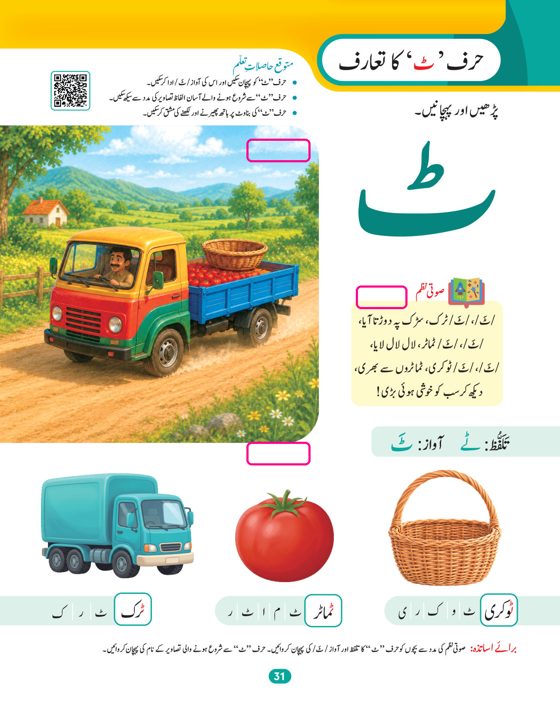 حرف ’ٹ‘ کا تعارف
متوقع حاصلاتِ تعلّم
حرف ”ٹ“ کو پہچان سکیں اور اس کی آواز /ٹَ/ ادا کر سکیں۔
حرف ”ٹ“ سے شروع ہونے والے آسان الفاظ تصاویر کی مدد سے سیکھ سکیں۔
حرف ”ٹ“ کی بناوٹ پر ہاتھ پھیرنے اور لکھنے کی مشق کر سکیں۔
پڑھیں اور پہچانیں۔
ٹ
صوتی نظم
/ٹَ/، /ٹَ/ ٹرک، سڑک پہ دوڑتا آیا،
/ٹَ/، /ٹَ/ ٹماٹر، لال لال لایا،
/ٹَ/، /ٹَ/ ٹوکری، ٹماٹروں سے بھری،
دیکھ کر سب کو خوشی ہوئی بڑی!
تَلَفُّظ: ٹے آواز: ٹَ
ٹوکری ٹ و ک ر ی
ٹماٹر ٹ م ا ٹ ر
ٹرک ٹ ر ک
برائے اساتذہ: صوتی نظم کی مدد سے بچوں کو حرف ”ٹ“ کا تلفظ اور آواز /ٹَ/ کی پہچان کروائیں۔ حرف ”ٹ“ سے شروع ہونے والی تصاویر کے نام کی پہچان کروائیں۔
31